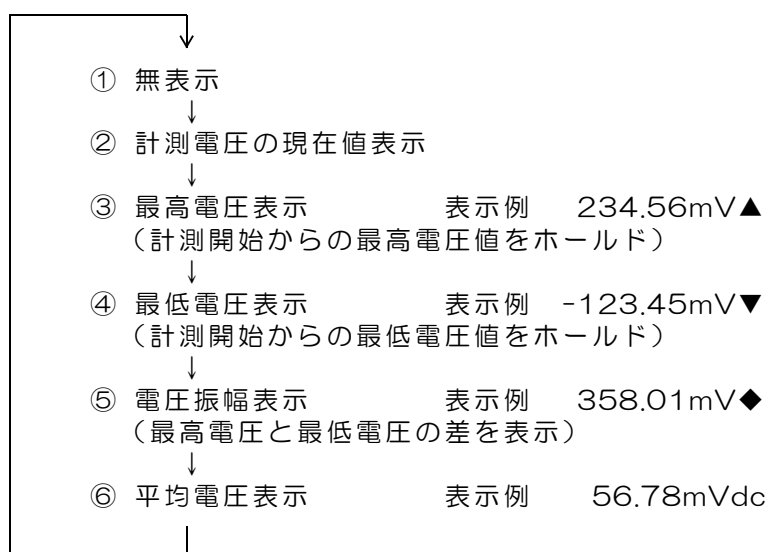 ① 無表示
↓
② 計測電圧の現在値表示
↓
③ 最高電圧表示 表示例 234.56mV▲
（計測開始からの最高電圧値をホールド）
↓
④ 最低電圧表示 表示例 -123.45mV▼
（計測開始からの最低電圧値をホールド）
↓
⑤ 電圧振幅表示 表示例 358.01mV◆
（最高電圧と最低電圧の差を表示）
↓
⑥ 平均電圧表示 表示例 56.78mVdc